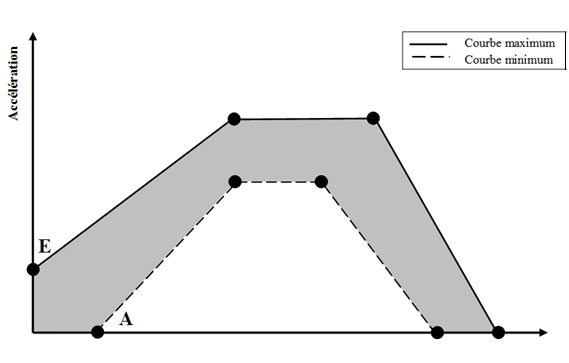 Courbe maximum
Courbe minimum
Accélération
E
A